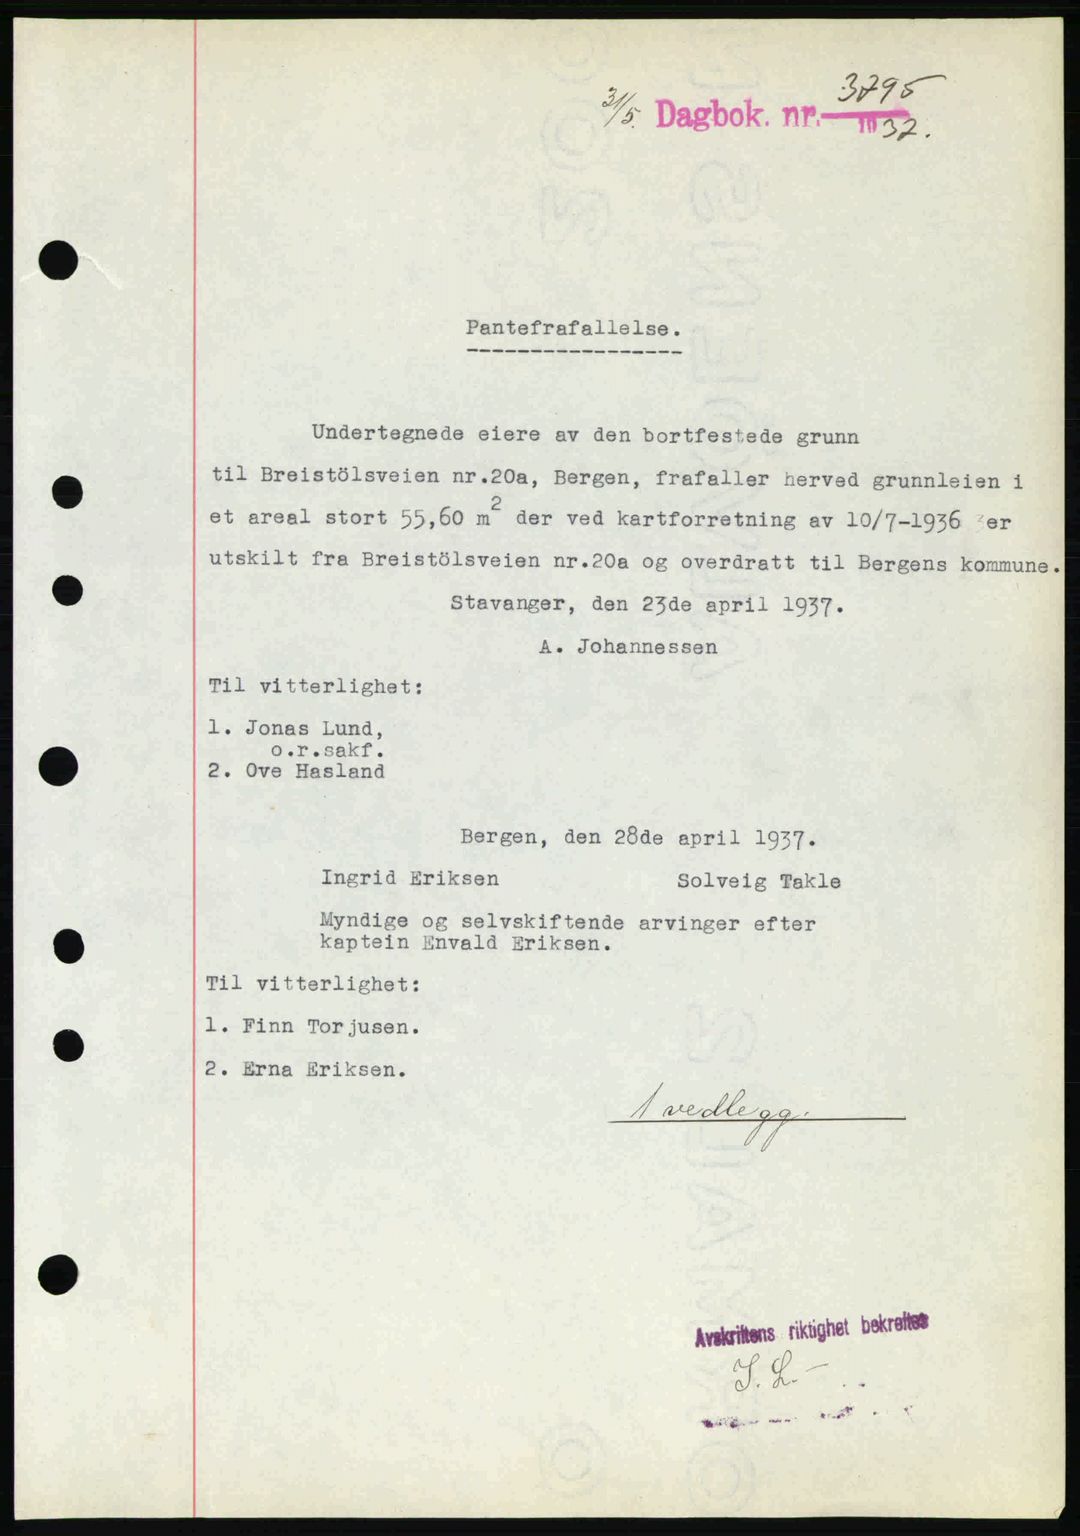 31/5. Dagbok. nr. 3795
1937.
Pantefrafallelse.
Undertegnede eiere av den bortfestede grunn
til Breistölsveien nr.20a, Bergen, frafaller herved grunnleien i
et areal stort 55,60 m2 der ved kartforretning av 10/7-1936 er
utskilt fra Breistölsveien nr.20a og overdratt til Bergens kommune.
Stavanger, den 23de april 1937.
A. Johannessen
Til vitterlighet:
1. Jonas Lund,
o.r.sakf.
2. Ove Hasland
Bergen, den 28de april 1937.
Ingrid Eriksen Solveig Takle
Myndige og selvskiftende arvinger efter
kaptein Envald Eriksen.
Til vitterlighet:
1. Finn Torjusen.
2. Erna Eriksen.
1 vedlegg.
Avskriftens riktighet bekreftes